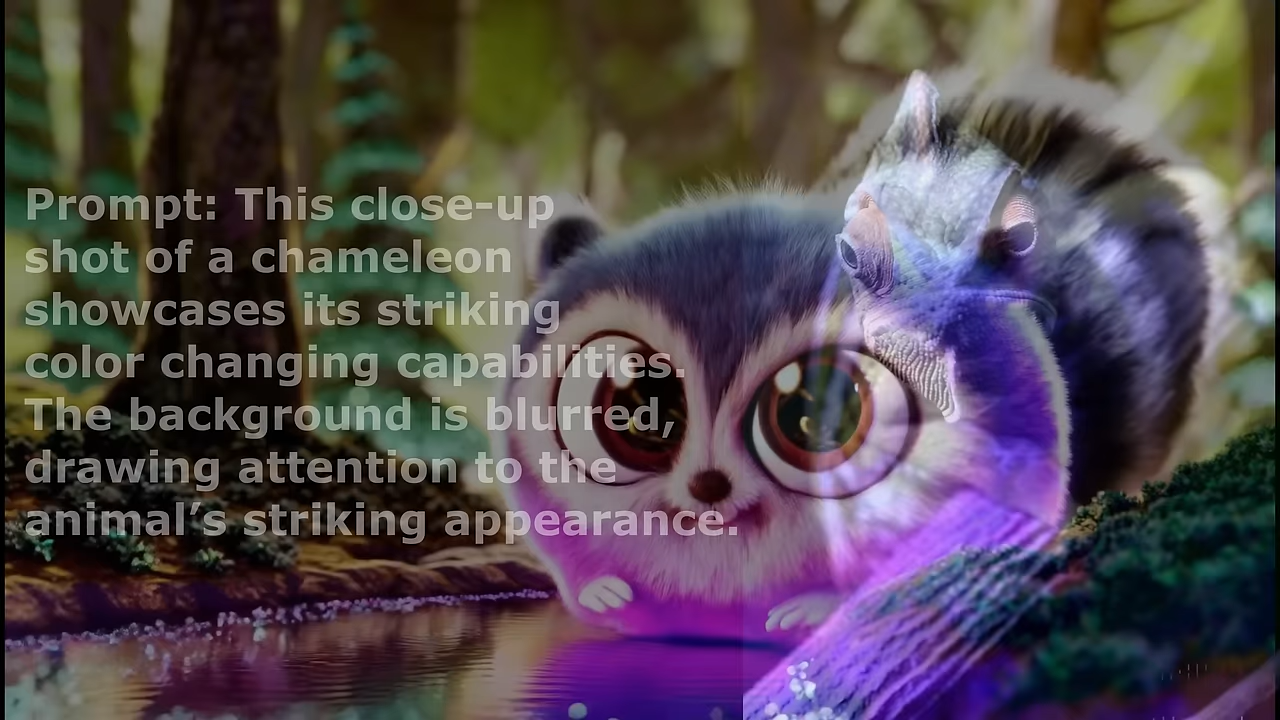 Prompt: This close-up
shot of a chameleon
showcases its striking
color changing capabilities.
The background is blurred,
drawing attention to the
animal’s striking appearance.